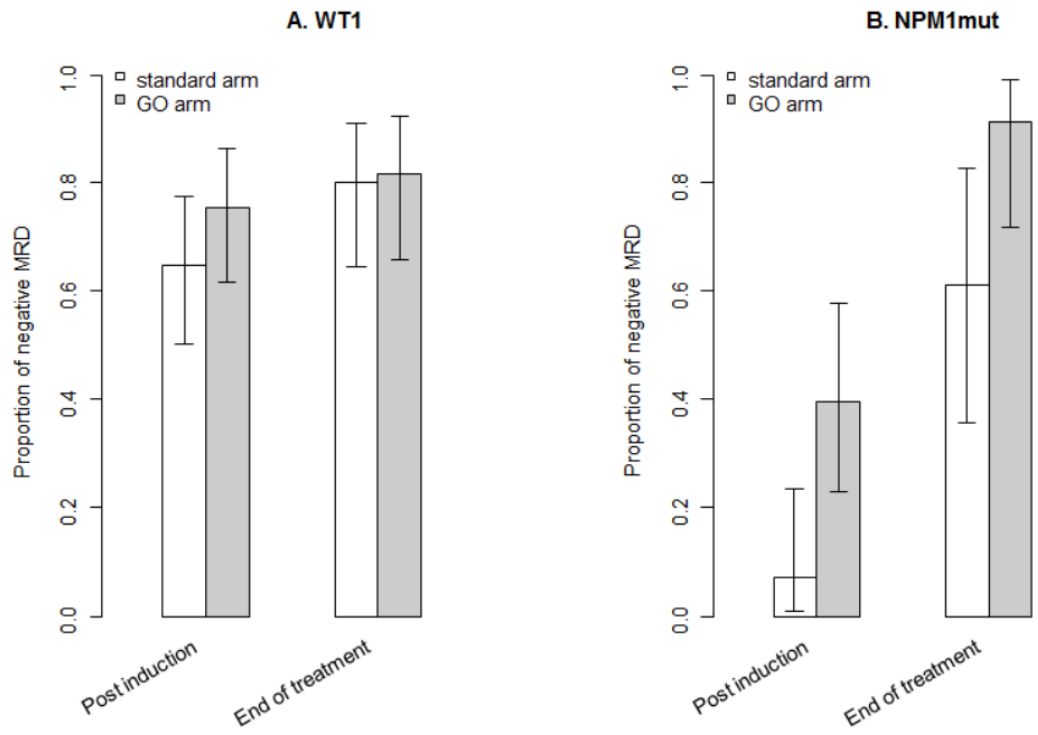 A. WT1
standard arm
GO arm
Proportion of negative MRD
1.0
0.8
0.6
0.4
0.2
0.0
Post induction
End of treatment
B. NPM1mut
standard arm
GO arm
Proportion of negative MRD
1.0
0.8
0.6
0.4
0.2
0.0
Post induction
End of treatment